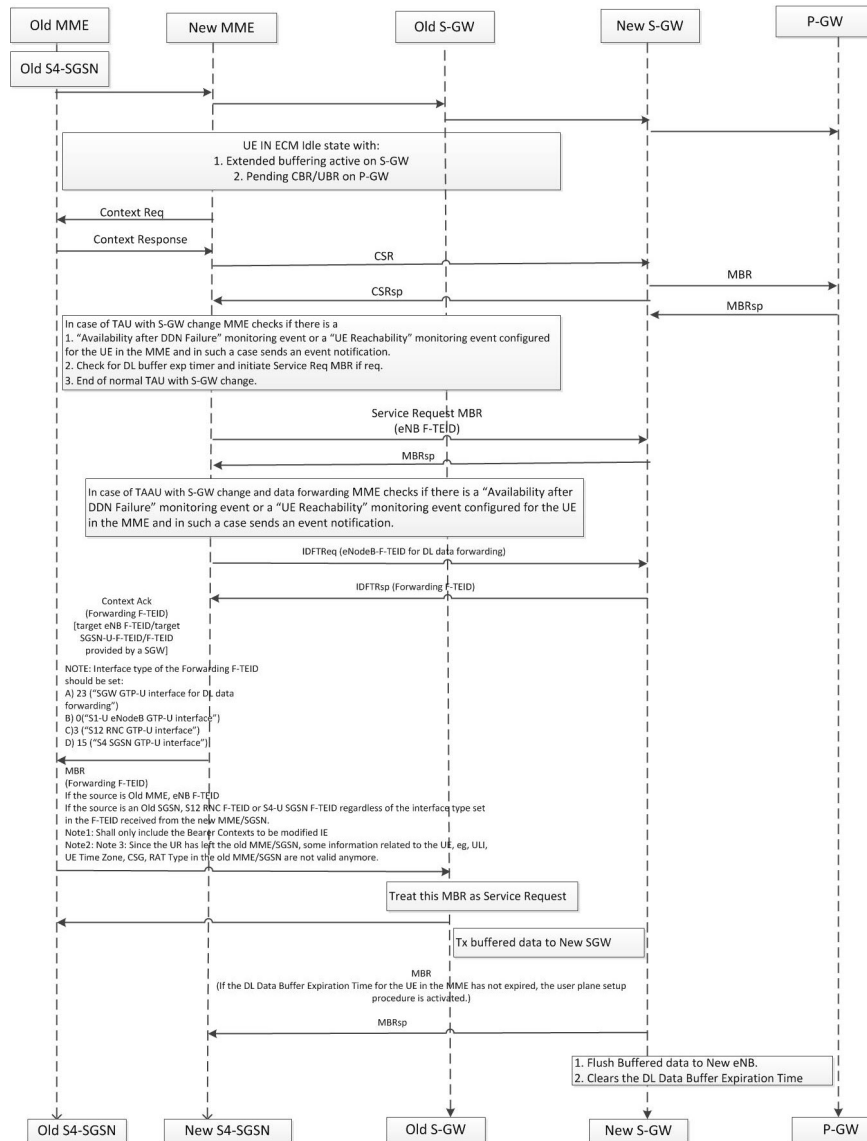 Old MME
New MME
Old S-GW
New S-GW
P-GW
Old S4-SGSN
UE IN ECM Idle state with:
1. Extended buffering active on S-GW
2. Pending CBR/UBR on P-GW
Context Req
Context Response
CSR
MBR
CSRsp
MBRsp
In case of TAU with S-GW change MME checks if there is a
1. “Availability after DDN Failure” monitoring event or a “UE Reachability” monitoring event configured
for the UE in the MME and in such a case sends an event notification.
2. Check for DL buffer exp timer and initiate Service Req MBR if req.
3. End of normal TAU with S-GW change.
Service Request MBR
(eNB F-TEID)
MBRsp
In case of TAAU with S-GW change and data forwarding MME checks if there is a “Availability after
DDN Failure” monitoring event or a “UE Reachability” monitoring event configured for the UE
in the MME and in such a case sends an event notification.
IDFTReq (eNodeB-F-TEID for DL data forwarding)
IDFTRsp (Forwarding F-TEID)
Context Ack
(Forwarding F-TEID)
[target eNB F-TEID/target
SGSN-U-F-TEID/F-TEID
provided by a SGW]
NOTE: Interface type of the Forwarding F-TEID
should be set:
A) 23 (“SGW GTP-U interface for DL data
forwarding”)
B) 0(“S1-U eNodeB GTP-U interface”)
C)3 (“S12 RNC GTP-U interface”)
D) 15 (“S4 SGSN GTP-U interface”)
MBR
(Forwarding F-TEID)
If the source is Old MME, eNB F-TEID
If the source is an Old SGSN, S12 RNC F-TEID or S4-U SGSN F-TEID regardless of the interface type set
in the F-TEID received from the new MME/SGSN.
Note1: Shall only include the Bearer Contexts to be modified IE
Note2: Note 3: Since the UR has left the old MME/SGSN, some information related to the UE, eg, ULI,
UE Time Zone, CSG, RAT Type in the old MME/SGSN are not valid anymore.
Treat this MBR as Service Request
Tx buffered data to New SGW
MBR
(If the DL Data Buffer Expiration Time for the UE in the MME has not expired, the user plane setup
procedure is activated.)
MBRsp
1. Flush Buffered data to New eNB.
2. Clears the DL Data Buffer Expiration Time
Old S4-SGSN
New S4-SGSN
Old S-GW
New S-GW
P-GW